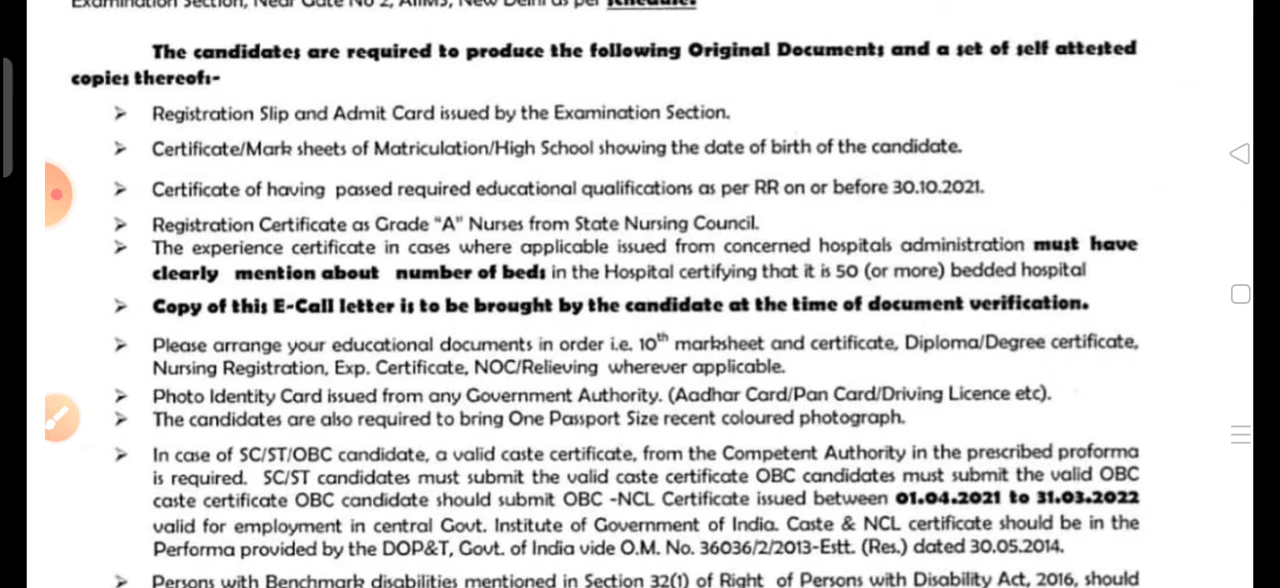 Examination Section, Near Gate No 2, AIIMS, New Delhi as per schedule:
The candidates are required to produce the following Original Documents and a set of self attested
copies thereof:-
➢ Registration Slip and Admit Card issued by the Examination Section.
➢ Certificate/Mark sheets of Matriculation/High School showing the date of birth of the candidate.
➢ Certificate of having passed required educational qualifications as per RR on or before 30.10.2021.
➢ Registration Certificate as Grade "A" Nurses from State Nursing Council.
➢ The experience certificate in cases where applicable issued from concerned hospitals administration must have
clearly mention about number of beds in the Hospital certifying that it is 50 (or more) bedded hospital
➢ Copy of this E-Call letter is to be brought by the candidate at the time of document verification.
➢ Please arrange your educational documents in order i.e. 10th marksheet and certificate, Diploma/Degree certificate,
Nursing Registration, Exp. Certificate, NOC/Relieving wherever applicable.
➢ Photo Identity Card issued from any Government Authority. (Aadhar Card/Pan Card/Driving Licence etc).
➢ The candidates are also required to bring One Passport Size recent coloured photograph.
➢ In case of SC/ST/OBC candidate, a valid caste certificate, from the Competent Authority in the prescribed proforma
is required. SC/ST candidates must submit the valid caste certificate OBC candidates must submit the valid OBC
caste certificate OBC candidate should submit OBC -NCL Certificate issued between 01.04.2021 to 31.03.2022
valid for employment in central Govt. Institute of Government of India. Caste & NCL certificate should be in the
Performa provided by the DOP&T, Govt. of India vide O.M. No. 36036/2/2013-Estt. (Res.) dated 30.05.2014.
➢ Persons with Benchmark disabilities mentioned in Section 32(1) of Right of Persons with Disability Act, 2016, should